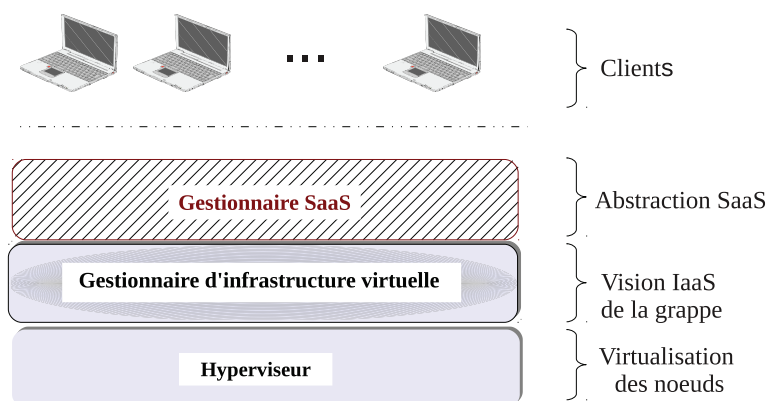 Clients
Gestionnaire SaaS
Abstraction SaaS
Gestionnaire d'infrastructure virtuelle
Vision IaaS
de la grappe
Hyperviseur
Virtualisation
des noeuds